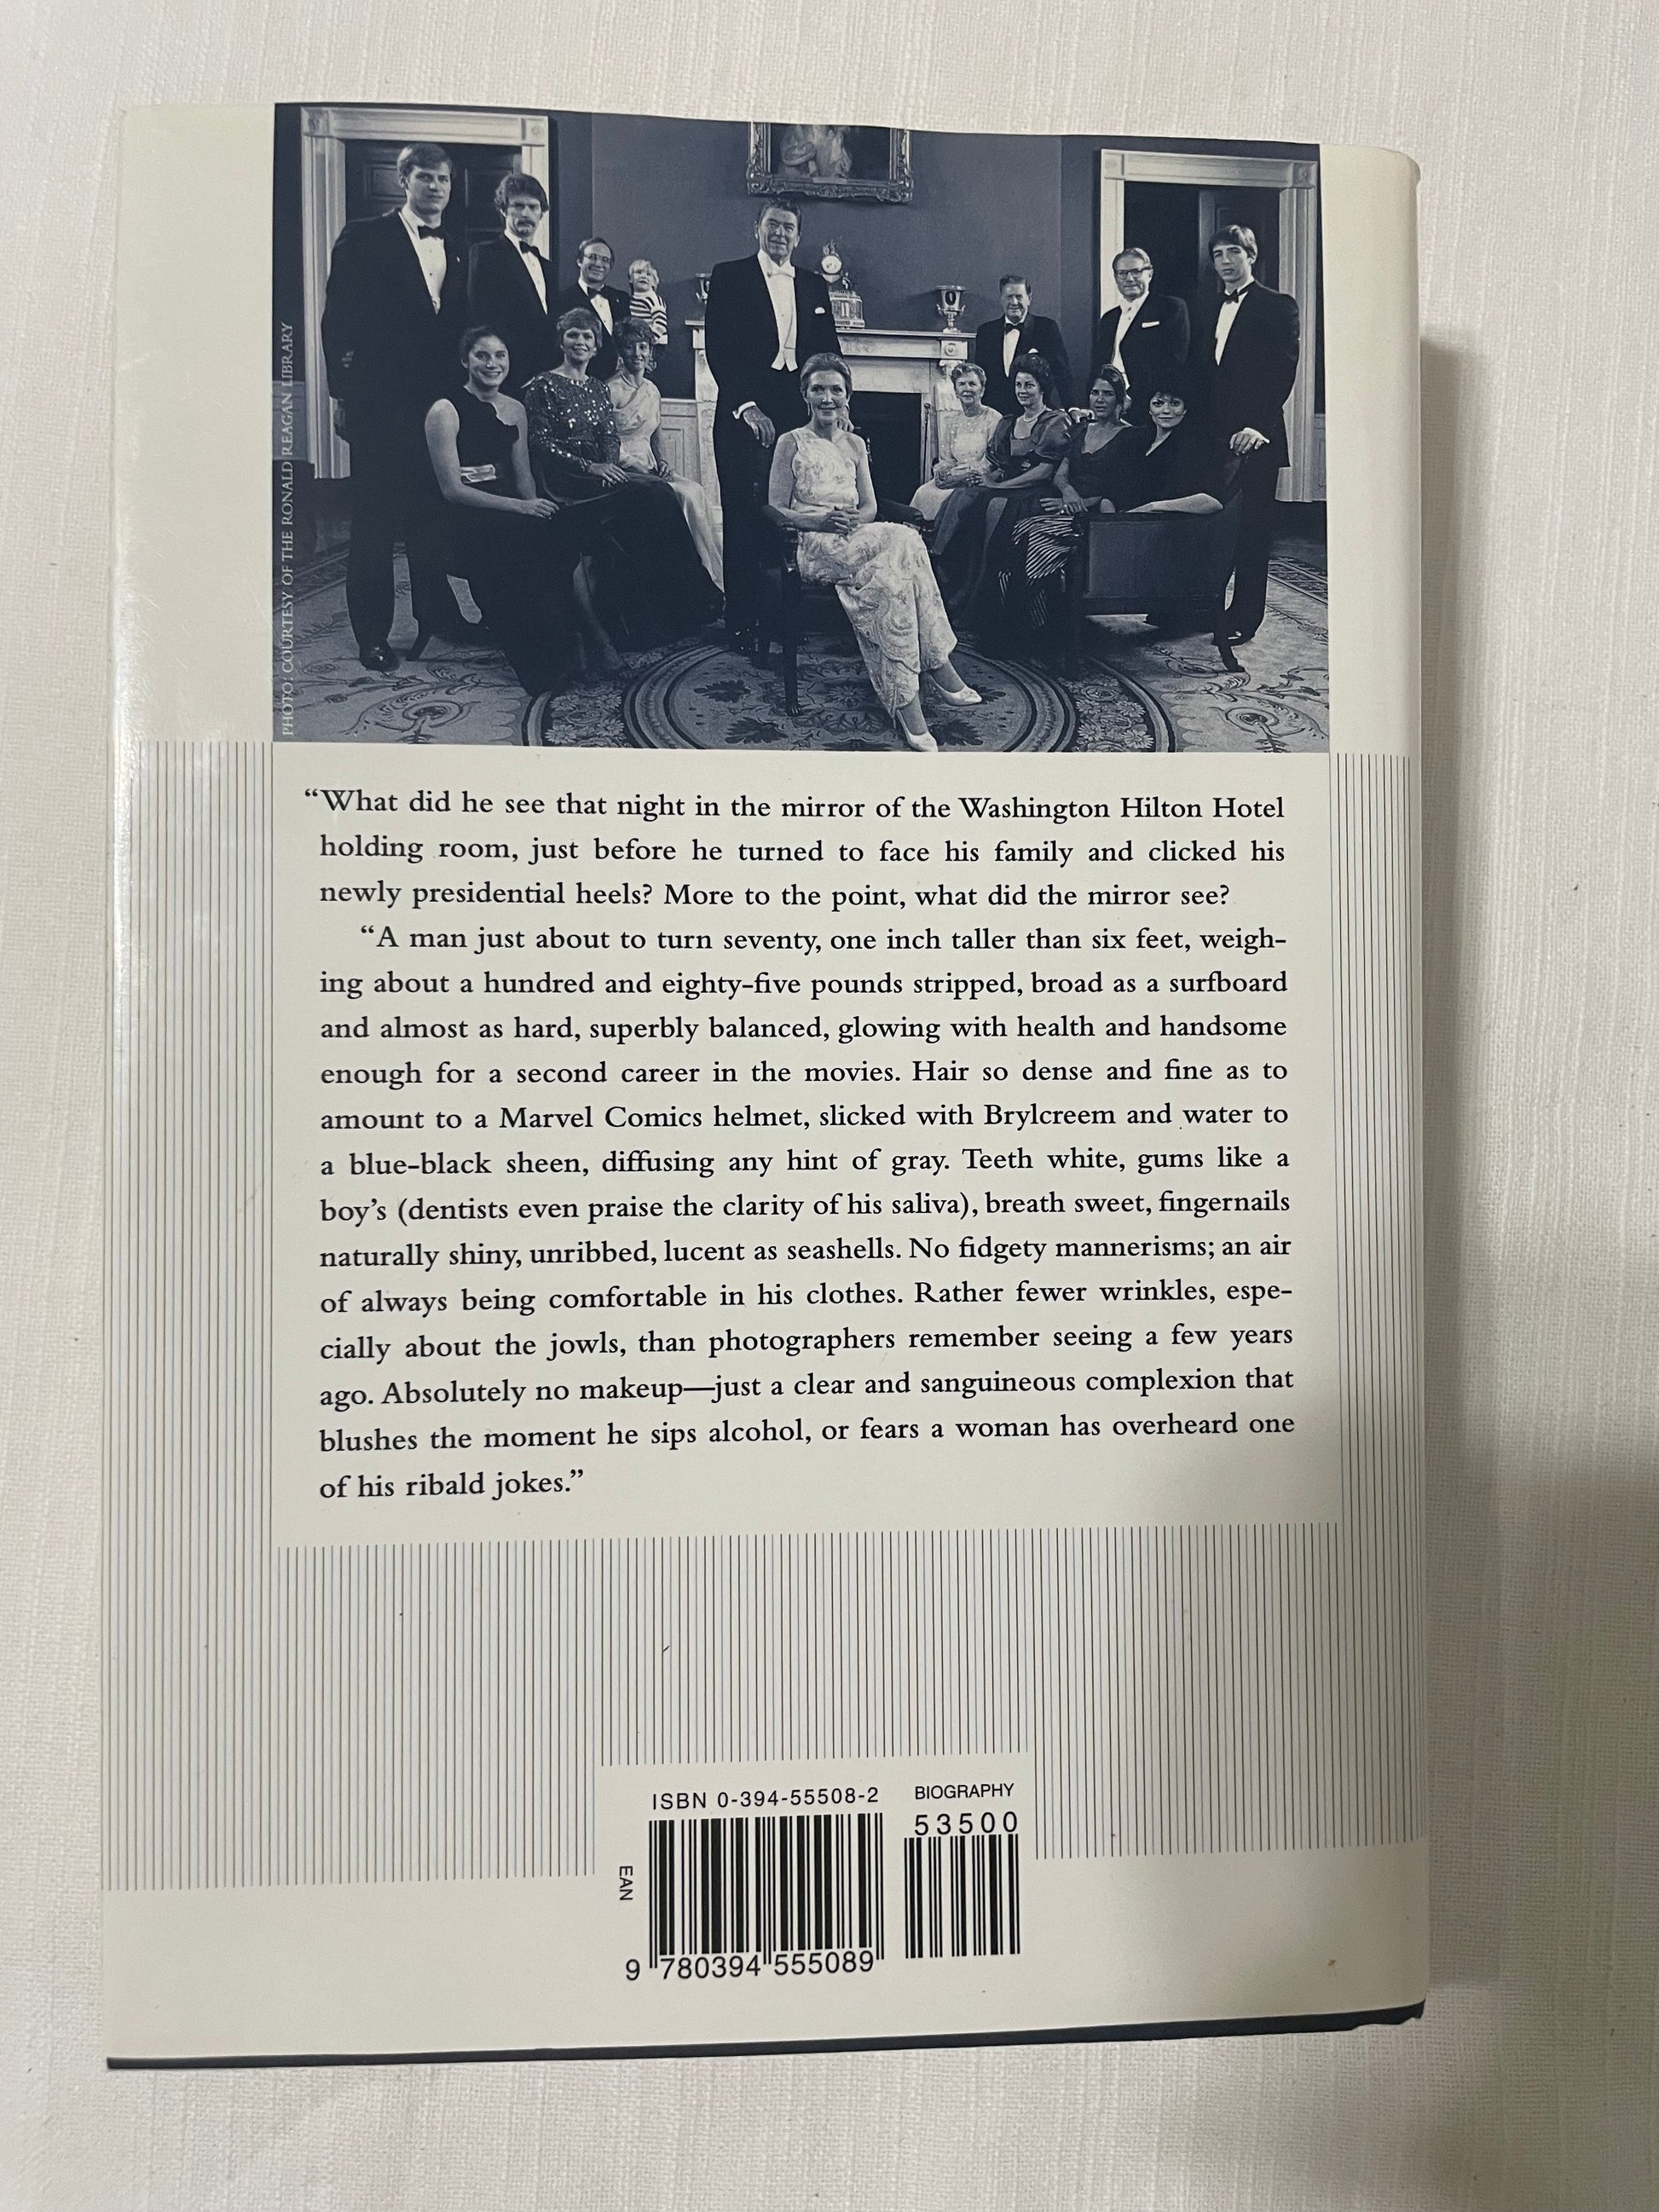 PHOTO: COURTESY OF THE RONALD REAGAN LIBRARY
“What did he see that night in the mirror of the Washington Hilton Hotel
holding room, just before he turned to face his family and clicked his
newly presidential heels? More to the point, what did the mirror see?
“A man just about to turn seventy, one inch taller than six feet, weigh-
ing about a hundred and eighty-five pounds stripped, broad as a surfboard
and almost as hard, superbly balanced, glowing with health and handsome
enough for a second career in the movies. Hair so dense and fine as to
amount to a Marvel Comics helmet, slicked with Brylcreem and water to
a blue-black sheen, diffusing any hint of gray. Teeth white, gums like a
boy’s (dentists even praise the clarity of his saliva), breath sweet, fingernails
naturally shiny, unribbed, lucent as seashells. No fidgety mannerisms; an air
of always being comfortable in his clothes. Rather fewer wrinkles, espe-
cially about the jowls, than photographers remember seeing a few years
ago. Absolutely no makeup—just a clear and sanguineous complexion that
blushes the moment he sips alcohol, or fears a woman has overheard one
of his ribald jokes.”
ISBN 0-394-55508-2
BIOGRAPHY
53500
EAN
9 780394 555089